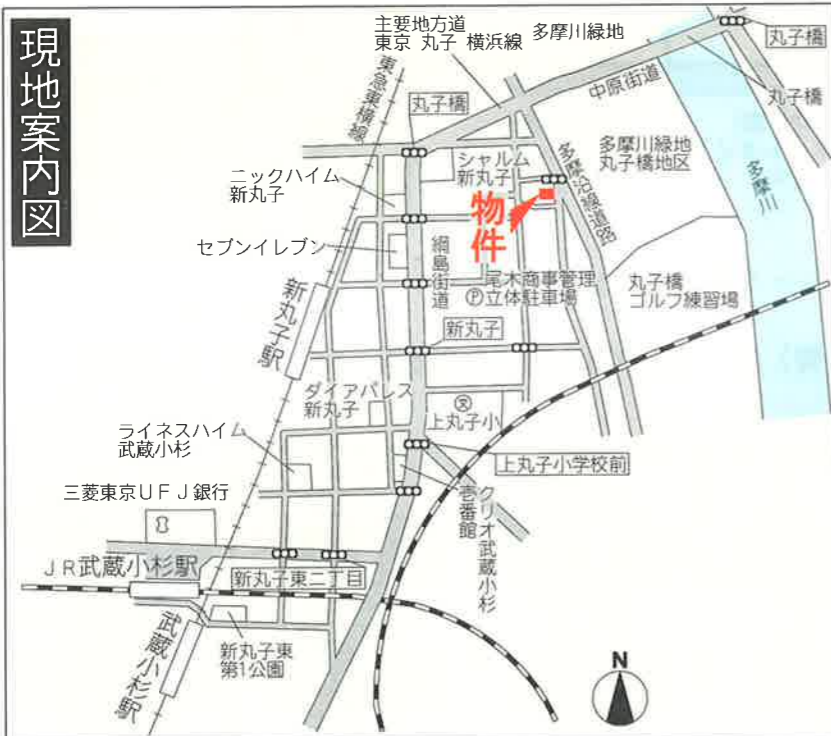 現地案内図
主要地方道
東京 丸子 横浜線
多摩川緑地
丸子橋
東急東横線
丸子橋
中原街道
丸子橋
ニックハイム
新丸子
シャルム
新丸子
多摩沿線道路
多摩川緑地
丸子橋地区
多摩川
物件
セブンイレブン
綱島街道
尾木商事管理
Ⓟ立体駐車場
丸子橋
ゴルフ練習場
新丸子駅
新丸子
ダイアパレス
新丸子
文
上丸子小
ライネスハイム
武蔵小杉
上丸子小学校前
三菱東京UFJ銀行
クリオ武蔵小杉
壱番館
JR武蔵小杉駅
新丸子東二丁目
武蔵小杉駅
新丸子東
第1公園
N